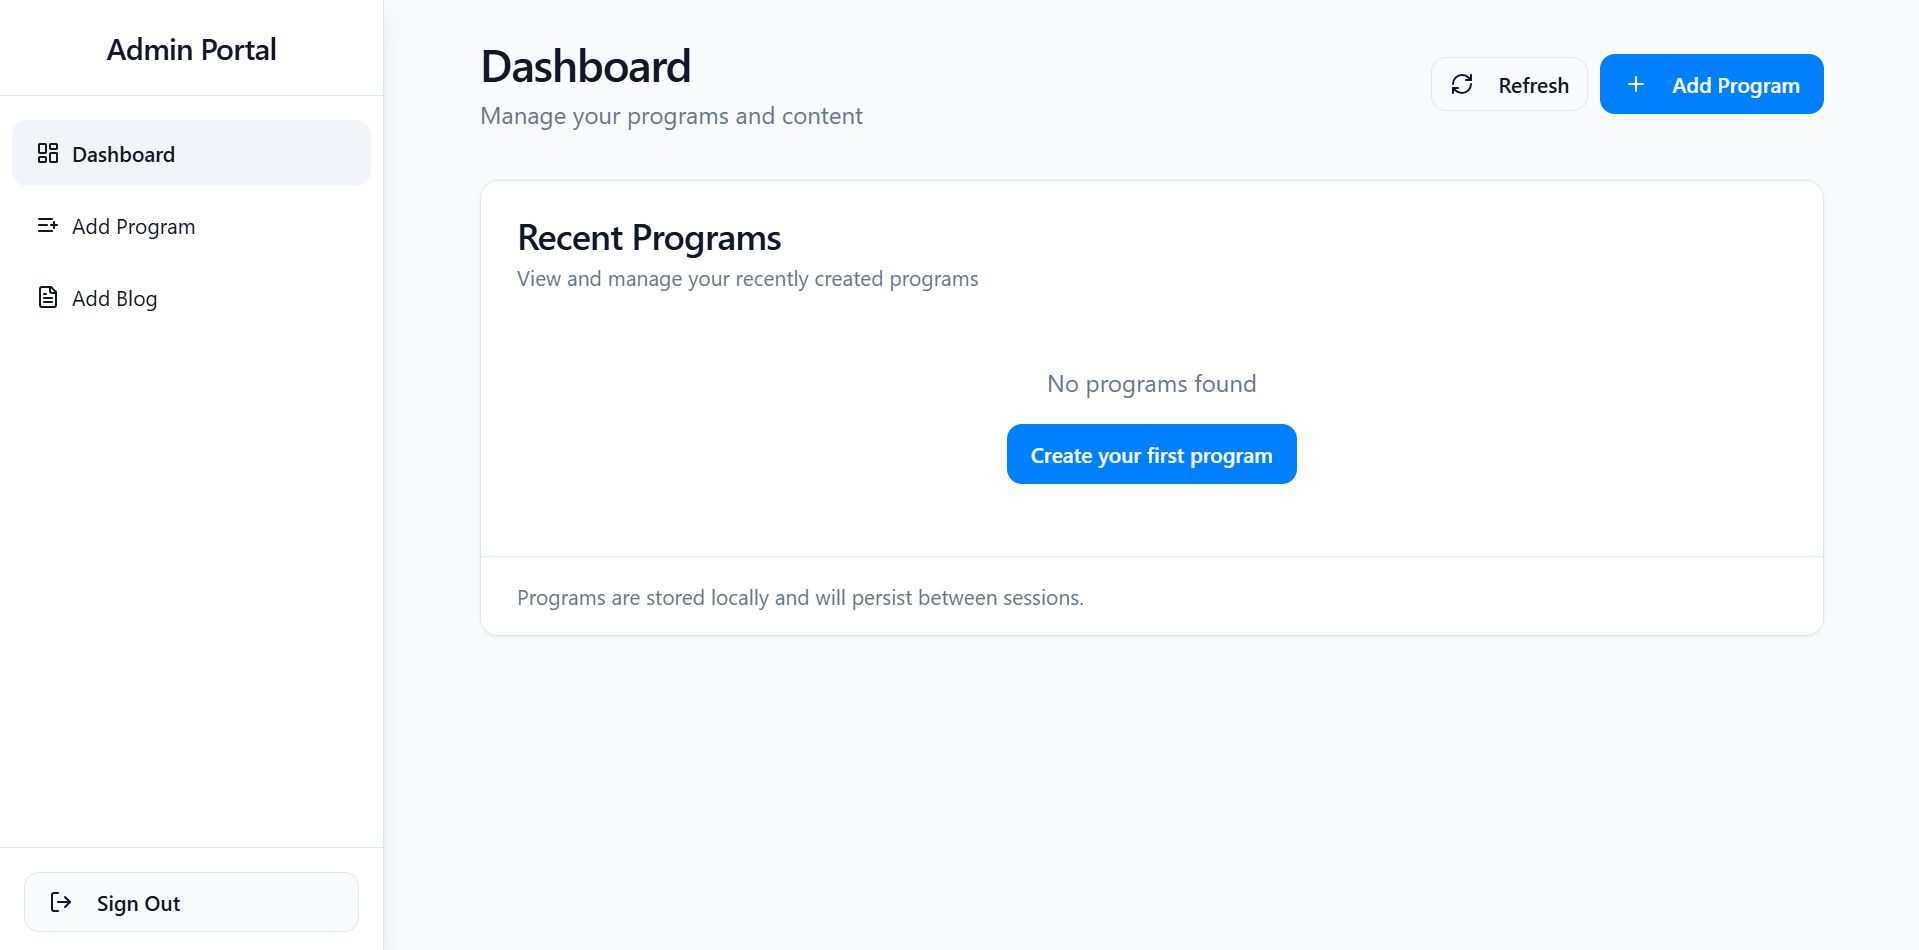 Admin Portal
Dashboard
Add Program
Add Blog
Sign Out
Dashboard
Manage your programs and content
Refresh
Add Program
Recent Programs
View and manage your recently created programs
No programs found
Create your first program
Programs are stored locally and will persist between sessions.